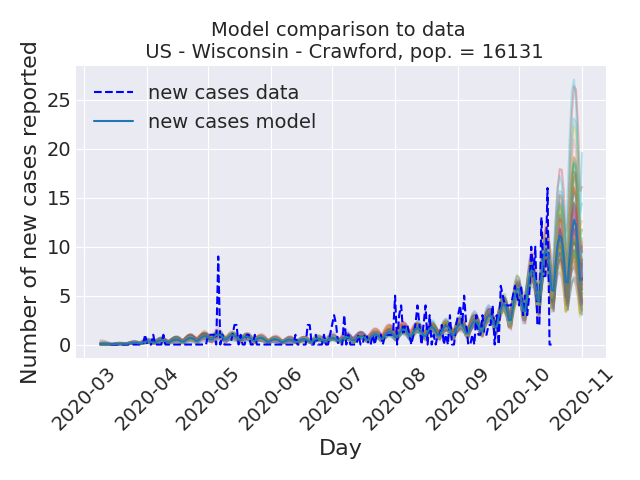 Model comparison to data
US - Wisconsin - Crawford, pop. = 16131
Number of new cases reported
25
20
15
10
5
0
new cases data
new cases model
2020-03
2020-04
2020-05
2020-06
2020-07
2020-08
2020-09
2020-10
2020-11
Day